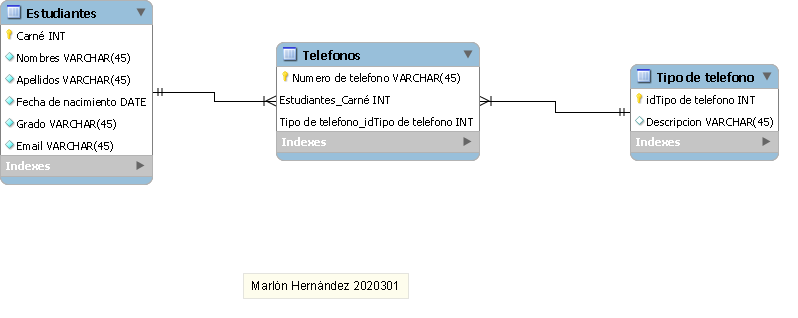 Estudiantes
Carné INT
Nombres VARCHAR(45)
Apellidos VARCHAR(45)
Fecha de nacimiento DATE
Grado VARCHAR(45)
Email VARCHAR(45)
Indexes
Telefonos
Numero de telefono VARCHAR(45)
Estudiantes_Carné INT
Tipo de telefono_idTipo de telefono INT
Indexes
Tipo de telefono
idTipo de telefono INT
Descripcion VARCHAR(45)
Indexes
Marlón Hernández 2020301